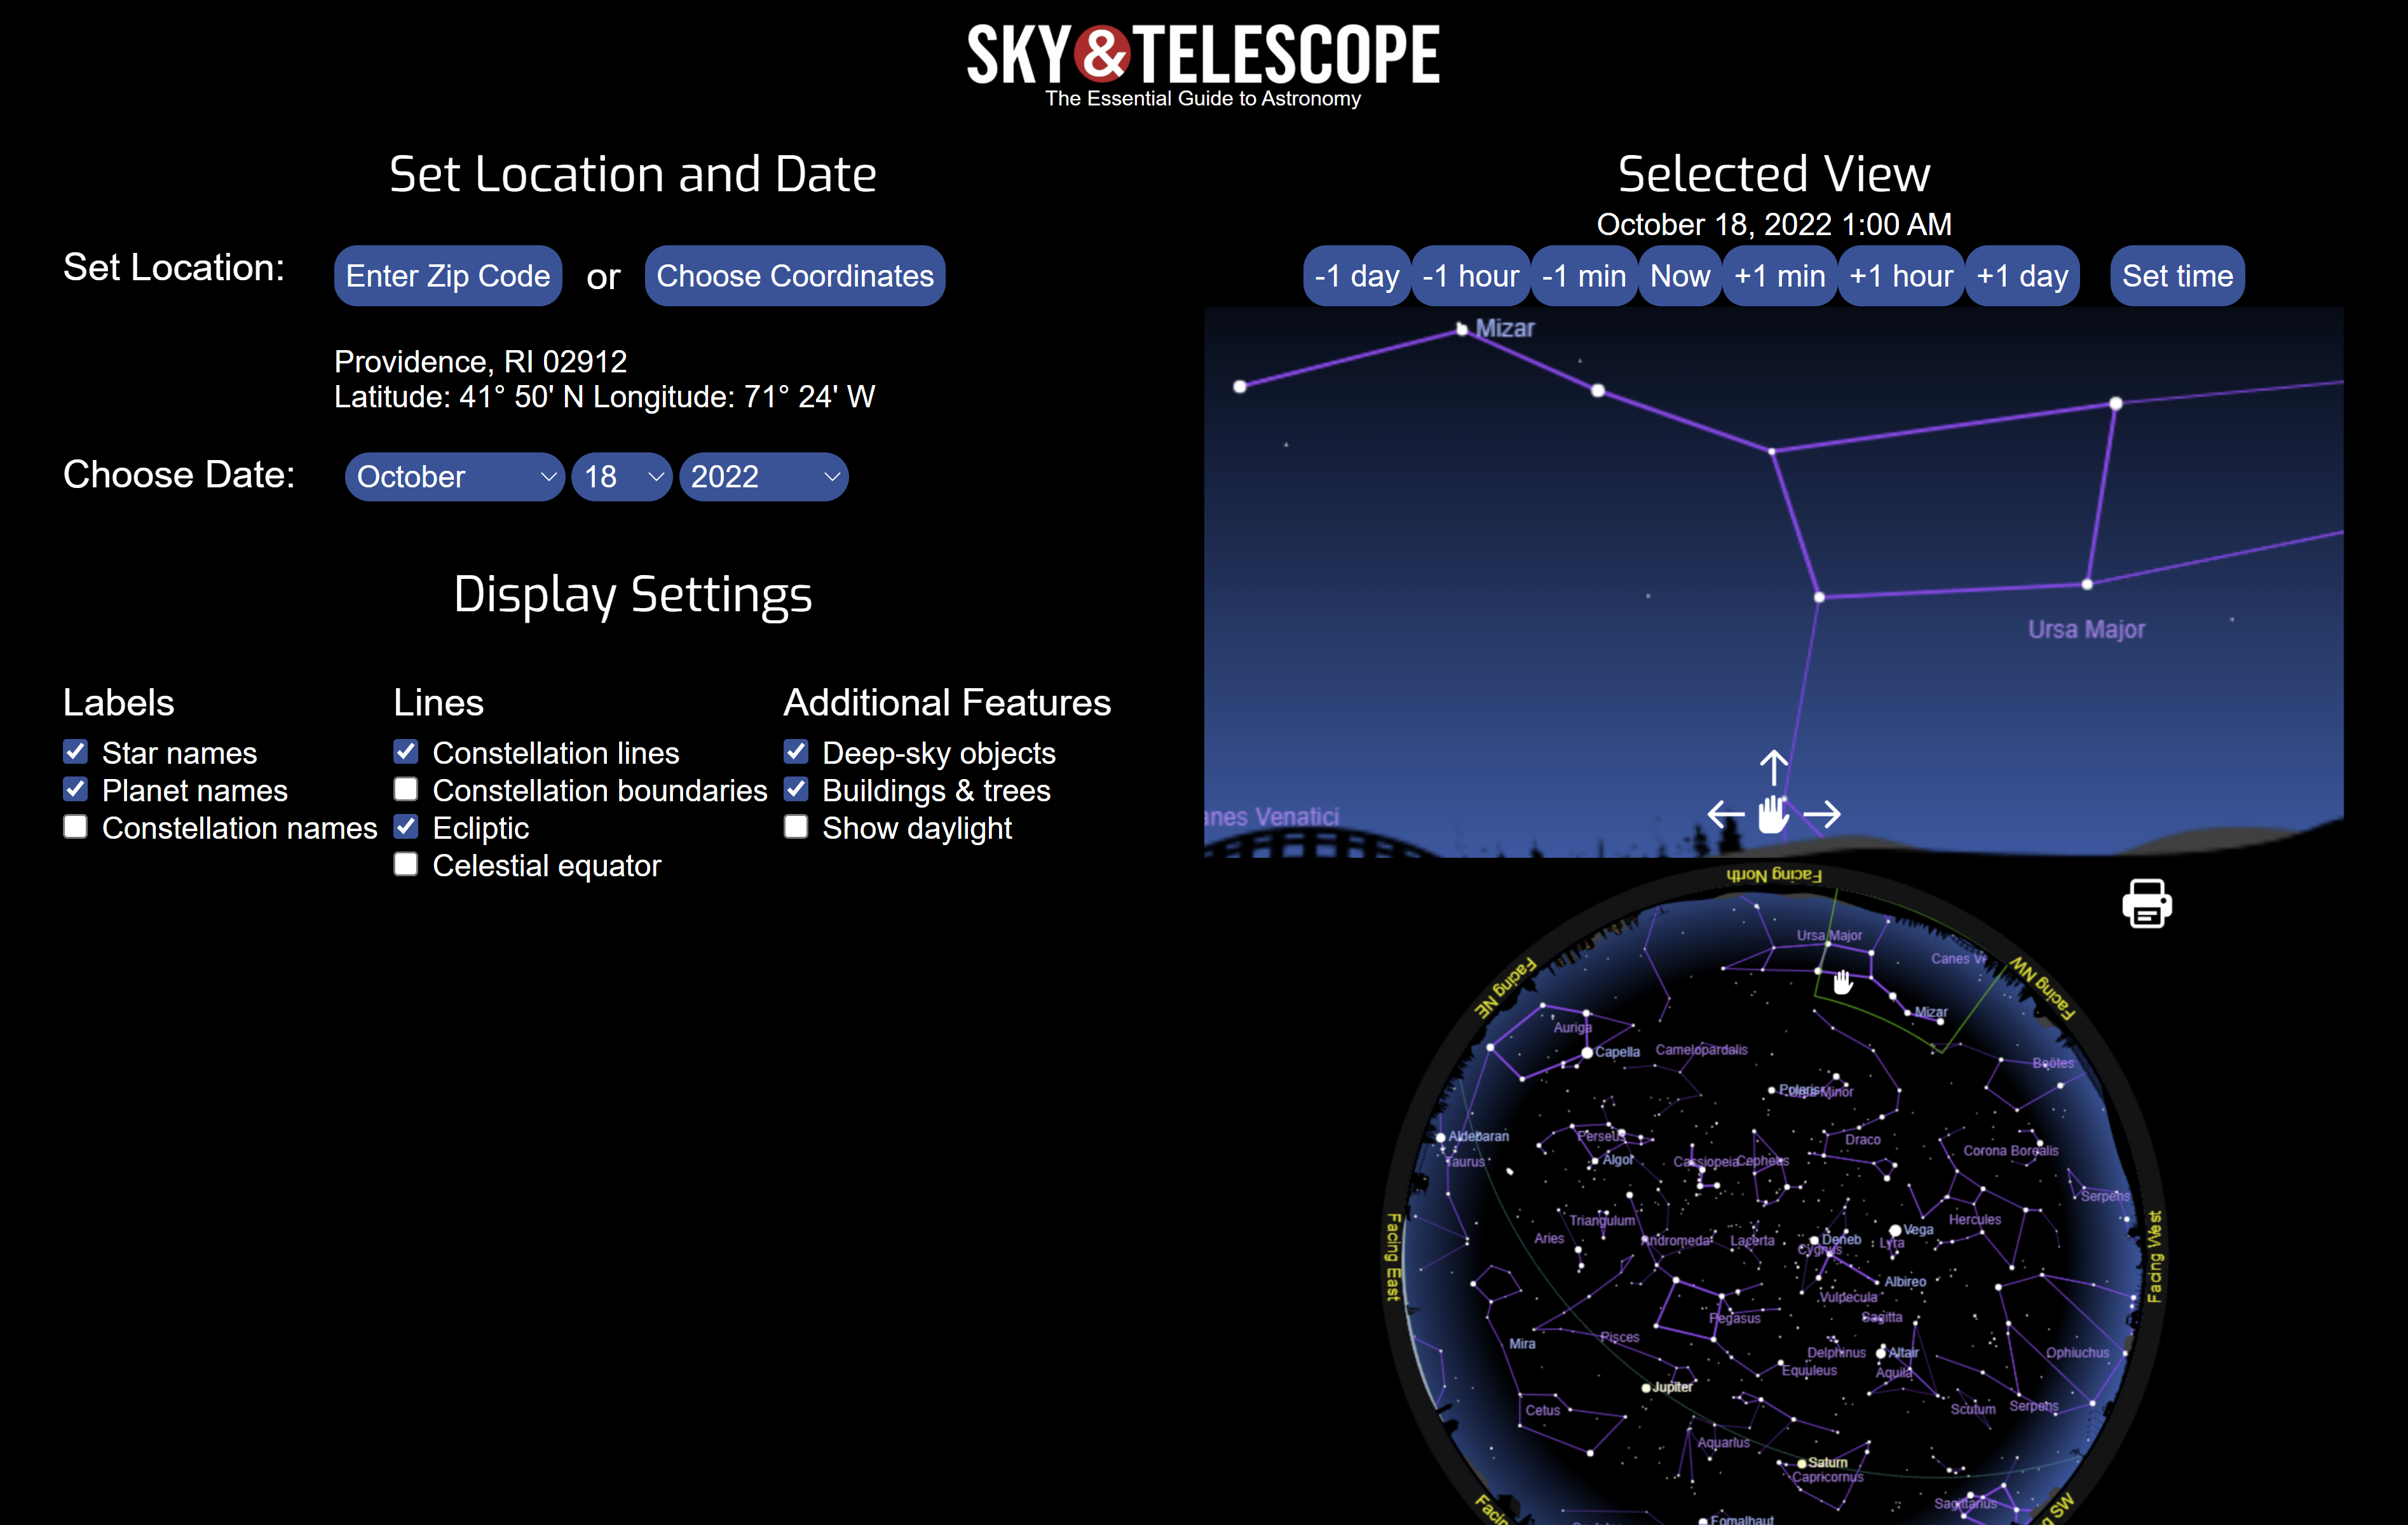 SKY&TELESCOPE
The Essential Guide to Astronomy
Set Location and Date
Set Location:
Enter Zip Code or Choose Coordinates
Providence, RI 02912
Latitude: 41° 50' N Longitude: 71° 24' W
Choose Date:
October 18 2022
Display Settings
Labels
Star names
Planet names
Constellation names
Lines
Constellation lines
Constellation boundaries
Ecliptic
Celestial equator
Additional Features
Deep-sky objects
Buildings & trees
Show daylight
Selected View
October 18, 2022 1:00 AM
-1 day -1 hour -1 min Now +1 min +1 hour +1 day Set time
Mizar
Ursa Major
anes Venatici
Facing North
Ursa Major
Canes Ve
Facing NE
Facing NW
Mizar
Auriga
Capella
Camelopardalis
Boötes
Polaris
Ursa Minor
Aldebaran
Taurus
Perseus
Algol
Cassiopeia
Cepheus
Draco
Corona Borealis
Serpens
Triangulum
Aries
Andromeda
Lacerta
Deneb
Cygnus
Vega
Lyra
Hercules
Facing East
Facing West
Albireo
Vulpecula
Sagitta
Pegasus
Pisces
Mira
Delphinus
Altair
Equuleus
Aquila
Ophiuchus
Jupiter
Cetus
Scutum
Serpens
Aquarius
Saturn
Capricornus
Sagittarius
Facin
g SW
Fomalhaut